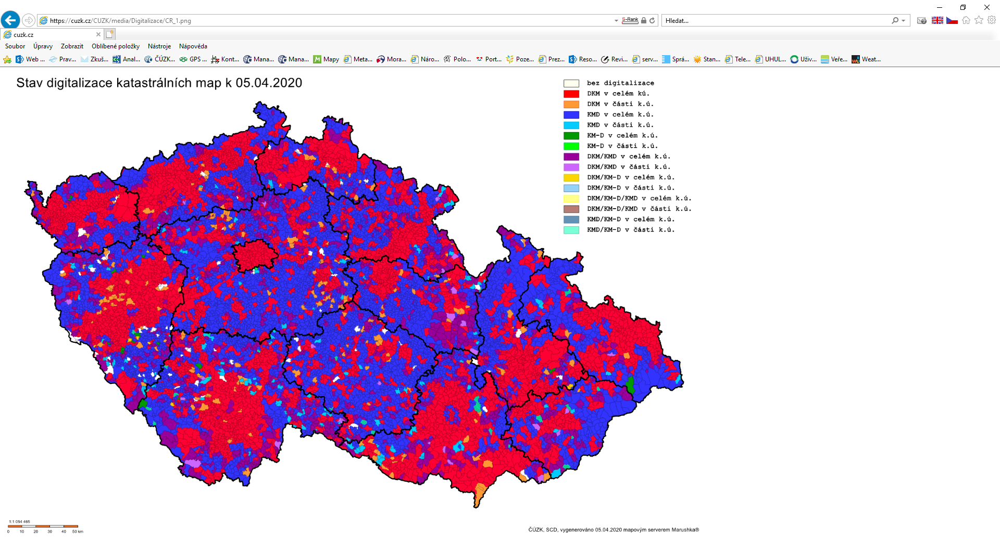 https://cuzk.cz/CUZK/media/Digitalizace/CR_1.png
S-Rank
Hledat...
cuzk.cz
Soubor Úpravy Zobrazit Oblíbené položky Nástroje Nápověda
Web ... Prav... Zkuš... Anal... ČÚZK... GPS ... Kont... Mana... Mana... Mapy Meta... Mora... Náro... Polo... Port... Poze... Prez... Reso... Revi... serv... Sprá... Stan... Tele... UHUL... Uživ... Veře... Weat...
Stav digitalizace katastrálních map k 05.04.2020
bez digitalizace
DKM v celém kú.
DKM v části k.ú.
KMD v celém k.ú.
KMD v části k.ú.
KM-D v celém k.ú.
KM-D v části k.ú.
DKM/KMD v celém k.ú.
DKM/KMD v části k.ú.
DKM/KM-D v celém k.ú.
DKM/KM-D v části k.ú.
DKM/KM-D/KMD v celém k.ú.
DKM/KM-D/KMD v části k.ú.
KMD/KM-D v celém k.ú.
KMD/KM-D v části k.ú.
1:1 054 465
0 10 20 30 40 50 km
ČÚZK, SCD, vygenerováno 05.04.2020 mapovým serverem Marushka®